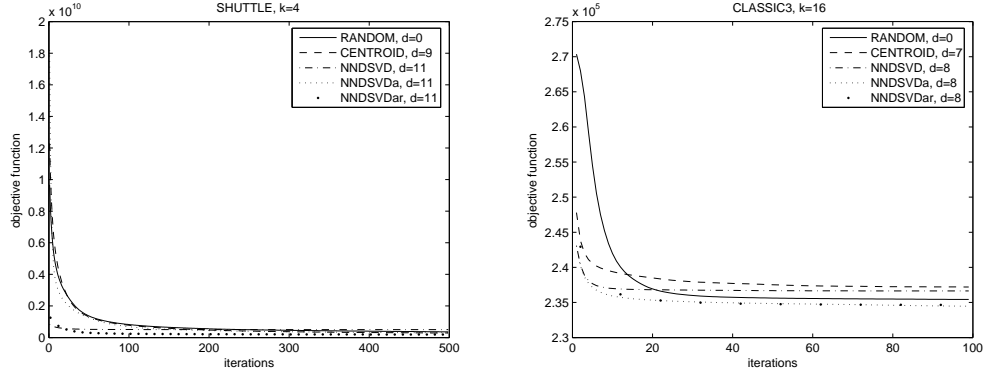 SHUTTLE, k=4
x 10^10
2
1.8
1.6
1.4
1.2
1
0.8
0.6
0.4
0.2
0
objective function
0 100 200 300 400 500
iterations
RANDOM, d=0
CENTROID, d=9
NNDSVD, d=11
NNDSVDa, d=11
NNDSVDar, d=11
CLASSIC3, k=16
x 10^5
2.75
2.7
2.65
2.6
2.55
2.5
2.45
2.4
2.35
2.3
objective function
0 20 40 60 80 100
iterations
RANDOM, d=0
CENTROID, d=7
NNDSVD, d=8
NNDSVDa, d=8
NNDSVDar, d=8